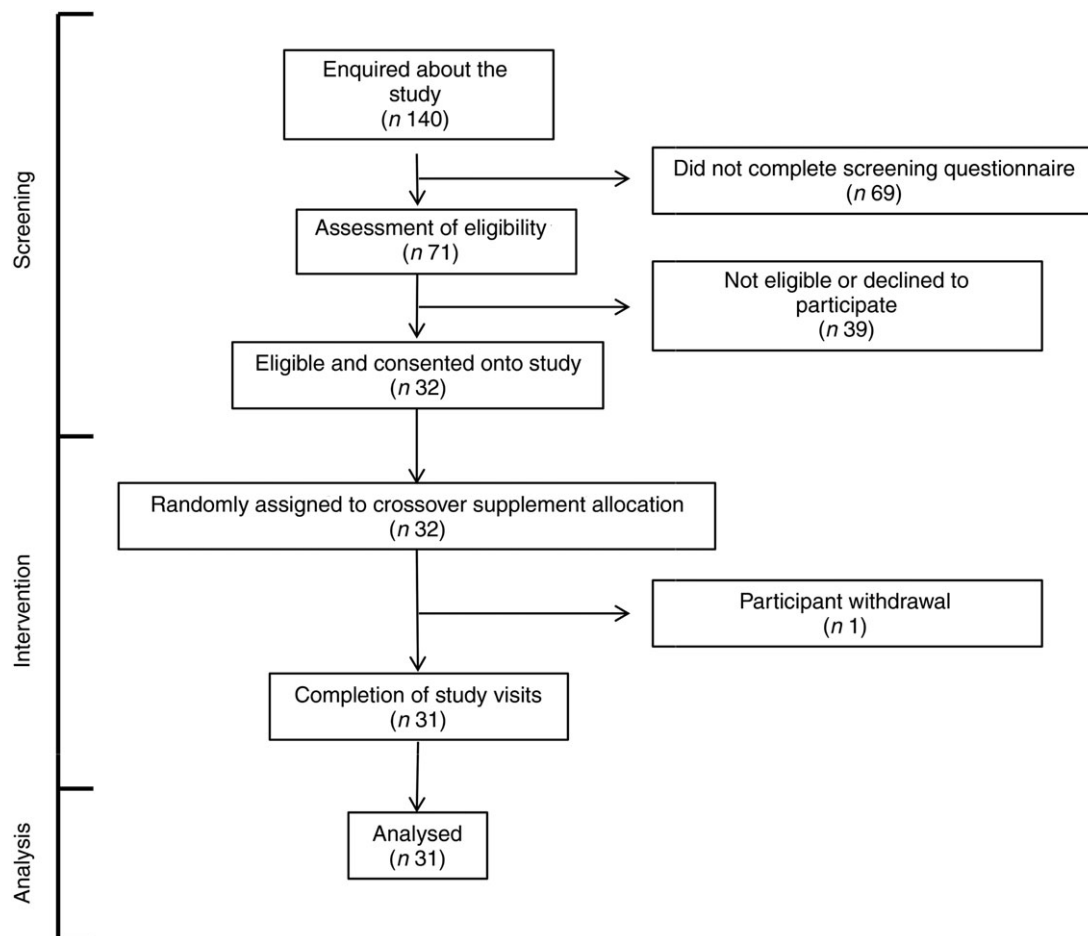 Enquired about the
study
(n 140)
Did not complete screening questionnaire
(n 69)
Assessment of eligibility
(n 71)
Not eligible or declined to
participate
(n 39)
Eligible and consented onto study
(n 32)
Screening
Randomly assigned to crossover supplement allocation
(n 32)
Participant withdrawal
(n 1)
Completion of study visits
(n 31)
Intervention
Analysed
(n 31)
Analysis